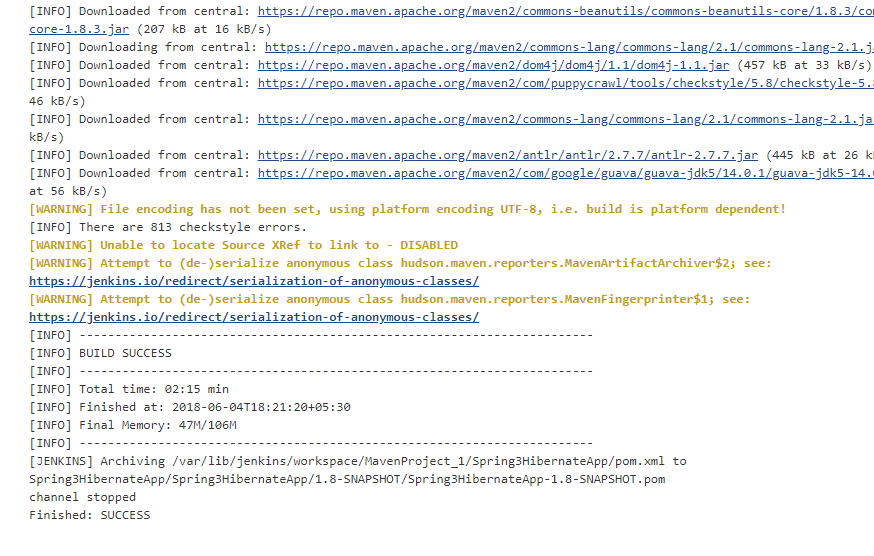 [INFO] Downloaded from central: https://repo.maven.apache.org/maven2/commons-beanutils/commons-beanutils-core/1.8.3/
core-1.8.3.jar (207 kB at 16 kB/s)
[INFO] Downloading from central: https://repo.maven.apache.org/maven2/commons-lang/commons-lang/2.1/commons-lang-2.1.
[INFO] Downloaded from central: https://repo.maven.apache.org/maven2/dom4j/dom4j/1.1/dom4j-1.1.jar (457 kB at 33 kB/s)
[INFO] Downloaded from central: https://repo.maven.apache.org/maven2/com/puppycrawl/tools/checkstyle/5.8/checkstyle-5.
46 kB/s)
[INFO] Downloaded from central: https://repo.maven.apache.org/maven2/commons-lang/commons-lang/2.1/commons-lang-2.1.ja
kB/s)
[INFO] Downloaded from central: https://repo.maven.apache.org/maven2/antlr/antlr/2.7.7/antlr-2.7.7.jar (445 kB at 26
[INFO] Downloaded from central: https://repo.maven.apache.org/maven2/com/google/guava/guava-jdk5/14.0.1/guava-jdk5-14.
at 56 kB/s)
[WARNING] File encoding has not been set, using platform encoding UTF-8, i.e. build is platform dependent!
[INFO] There are 813 checkstyle errors.
[WARNING] Unable to locate Source XRef to link to - DISABLED
[WARNING] Attempt to (de-)serialize anonymous class hudson.maven.reporters.MavenArtifactArchiver$2; see:
https://jenkins.io/redirect/serialization-of-anonymous-classes/
[WARNING] Attempt to (de-)serialize anonymous class hudson.maven.reporters.MavenFingerprinter$1; see:
https://jenkins.io/redirect/serialization-of-anonymous-classes/
[INFO] ------------------------------------------------------------------------
[INFO] BUILD SUCCESS
[INFO] ------------------------------------------------------------------------
[INFO] Total time: 02:15 min
[INFO] Finished at: 2018-06-04T18:21:20+05:30
[INFO] Final Memory: 47M/106M
[INFO] ------------------------------------------------------------------------
[JENKINS] Archiving /var/lib/jenkins/workspace/MavenProject_1/Spring3HibernateApp/pom.xml to
Spring3HibernateApp/Spring3HibernateApp/1.8-SNAPSHOT/Spring3HibernateApp-1.8-SNAPSHOT.pom
channel stopped
Finished: SUCCESS